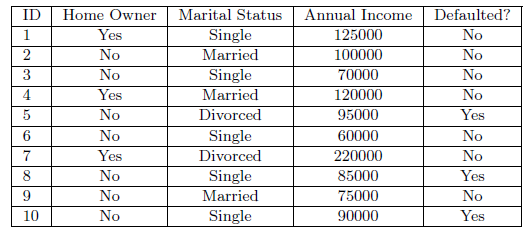 ID Home Owner Marital Status Annual Income Defaulted?
1 Yes Single 125000 No
2 No Married 100000 No
3 No Single 70000 No
4 Yes Married 120000 No
5 No Divorced 95000 Yes
6 No Single 60000 No
7 Yes Divorced 220000 No
8 No Single 85000 Yes
9 No Married 75000 No
10 No Single 90000 Yes